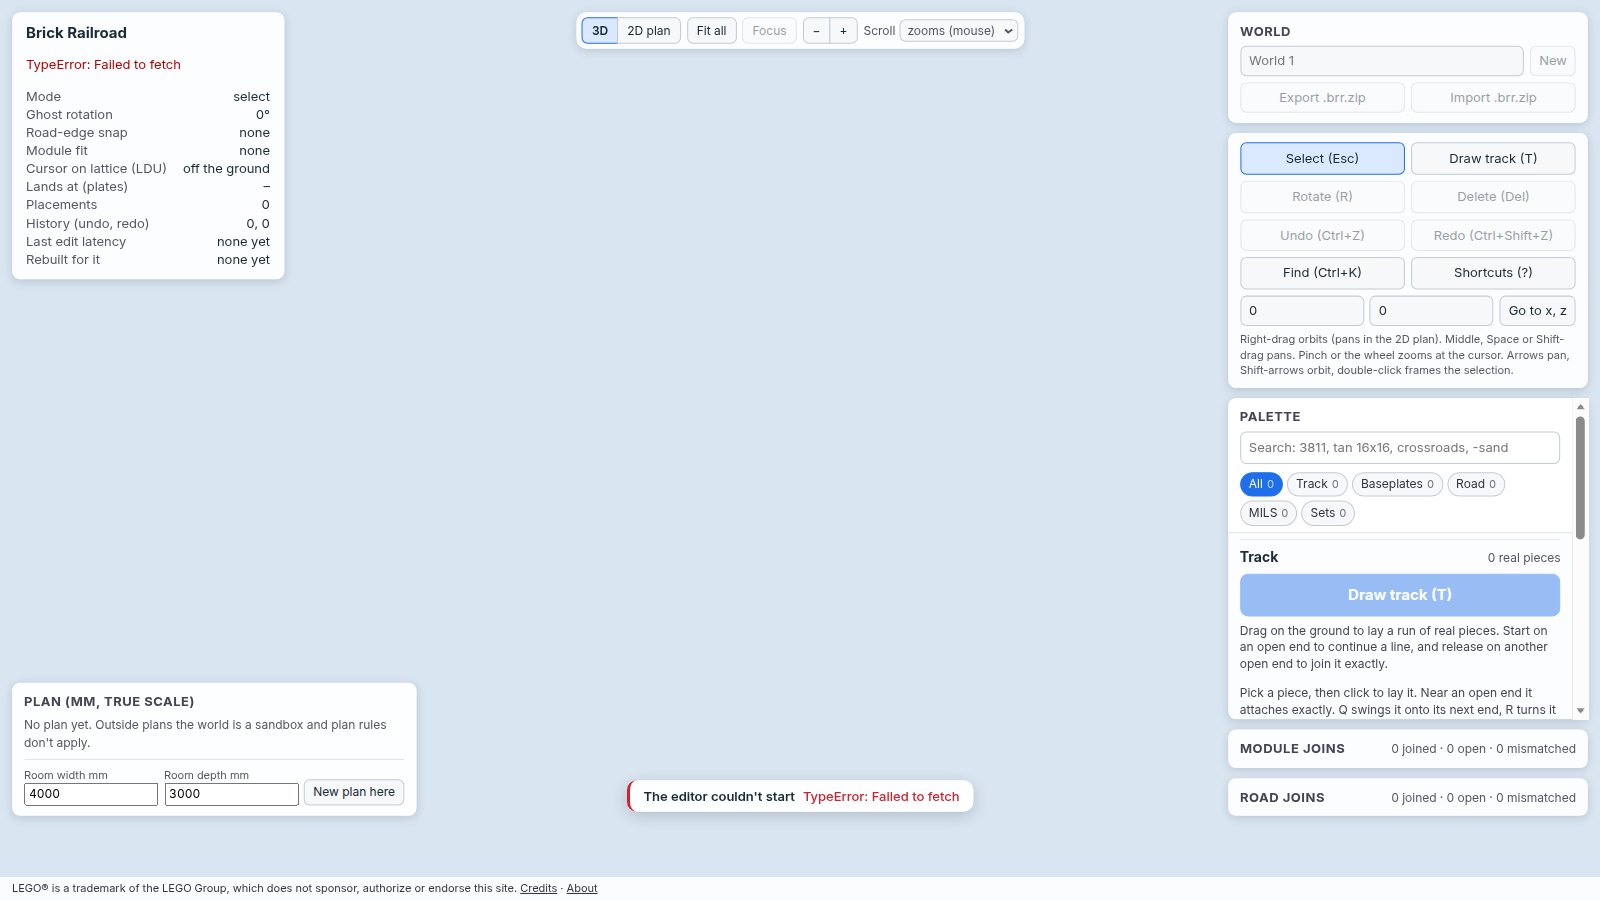 Brick Railroad
TypeError: Failed to fetch
Mode select
Ghost rotation 0°
Road-edge snap none
Module fit none
Cursor on lattice (LDU) off the ground
Lands at (plates) –
Placements 0
History (undo, redo) 0, 0
Last edit latency none yet
Rebuilt for it none yet
3D 2D plan Fit all Focus − + Scroll zooms (mouse)
WORLD
World 1 New
Export .brr.zip Import .brr.zip
Select (Esc) Draw track (T)
Rotate (R) Delete (Del)
Undo (Ctrl+Z) Redo (Ctrl+Shift+Z)
Find (Ctrl+K) Shortcuts (?)
0 0 Go to x, z
Right-drag orbits (pans in the 2D plan). Middle, Space or Shift-
drag pans. Pinch or the wheel zooms at the cursor. Arrows pan,
Shift-arrows orbit, double-click frames the selection.
PALETTE
Search: 3811, tan 16x16, crossroads, -sand
All 0 Track 0 Baseplates 0 Road 0
MILS 0 Sets 0
Track 0 real pieces
Draw track (T)
Drag on the ground to lay a run of real pieces. Start on
an open end to continue a line, and release on another
open end to join it exactly.
Pick a piece, then click to lay it. Near an open end it
attaches exactly. Q swings it onto its next end, R turns it
MODULE JOINS 0 joined · 0 open · 0 mismatched
ROAD JOINS 0 joined · 0 open · 0 mismatched
PLAN (MM, TRUE SCALE)
No plan yet. Outside plans the world is a sandbox and plan rules
don't apply.
Room width mm Room depth mm
4000 3000 New plan here
The editor couldn't start TypeError: Failed to fetch
LEGO® is a trademark of the LEGO Group, which does not sponsor, authorize or endorse this site. Credits · About